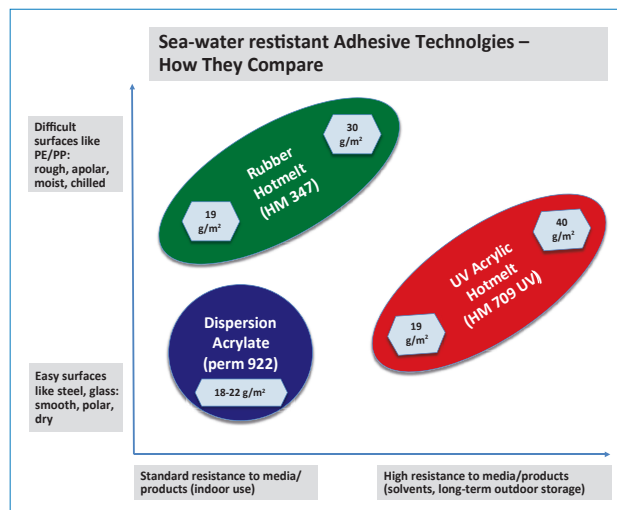 Sea-water restistant Adhesive Technolgies –
How They Compare
Difficult
surfaces like
PE/PP:
rough, apolar,
moist, chilled
30
g/m²
Rubber
Hotmelt
(HM 347)
19
g/m²
40
g/m²
UV Acrylic
Hotmelt
(HM 709 UV)
19
g/m²
Dispersion
Acrylate
(perm 922)
18-22 g/m²
Easy surfaces
like steel, glass:
smooth, polar,
dry
Standard resistance to media/
products (indoor use)
High resistance to media/products
(solvents, long-term outdoor storage)